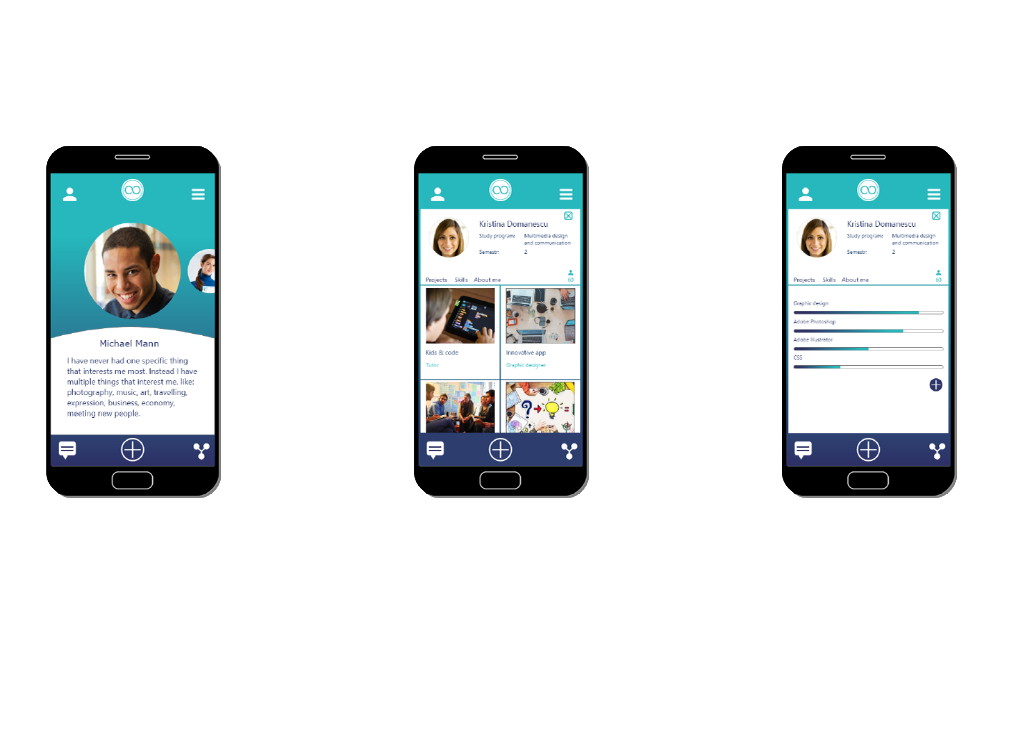 Michael Mann
I have never had one specific thing
that interests me most. Instead I have
multiple things that interest me, like:
photography, music, art, travelling,
expression, business, economy,
meeting new people.
Kristina Domanescu
Study program:
Multimedia design
and communication
Semestr:
2
Projects Skills About me
Kids & code
Tutor
Innovative app
Graphic designer
Kristina Domanescu
Study program:
Multimedia design
and communication
Semestr:
2
Projects Skills About me
Graphic design
Adobe Photoshop
Adobe Illustrator
CSS